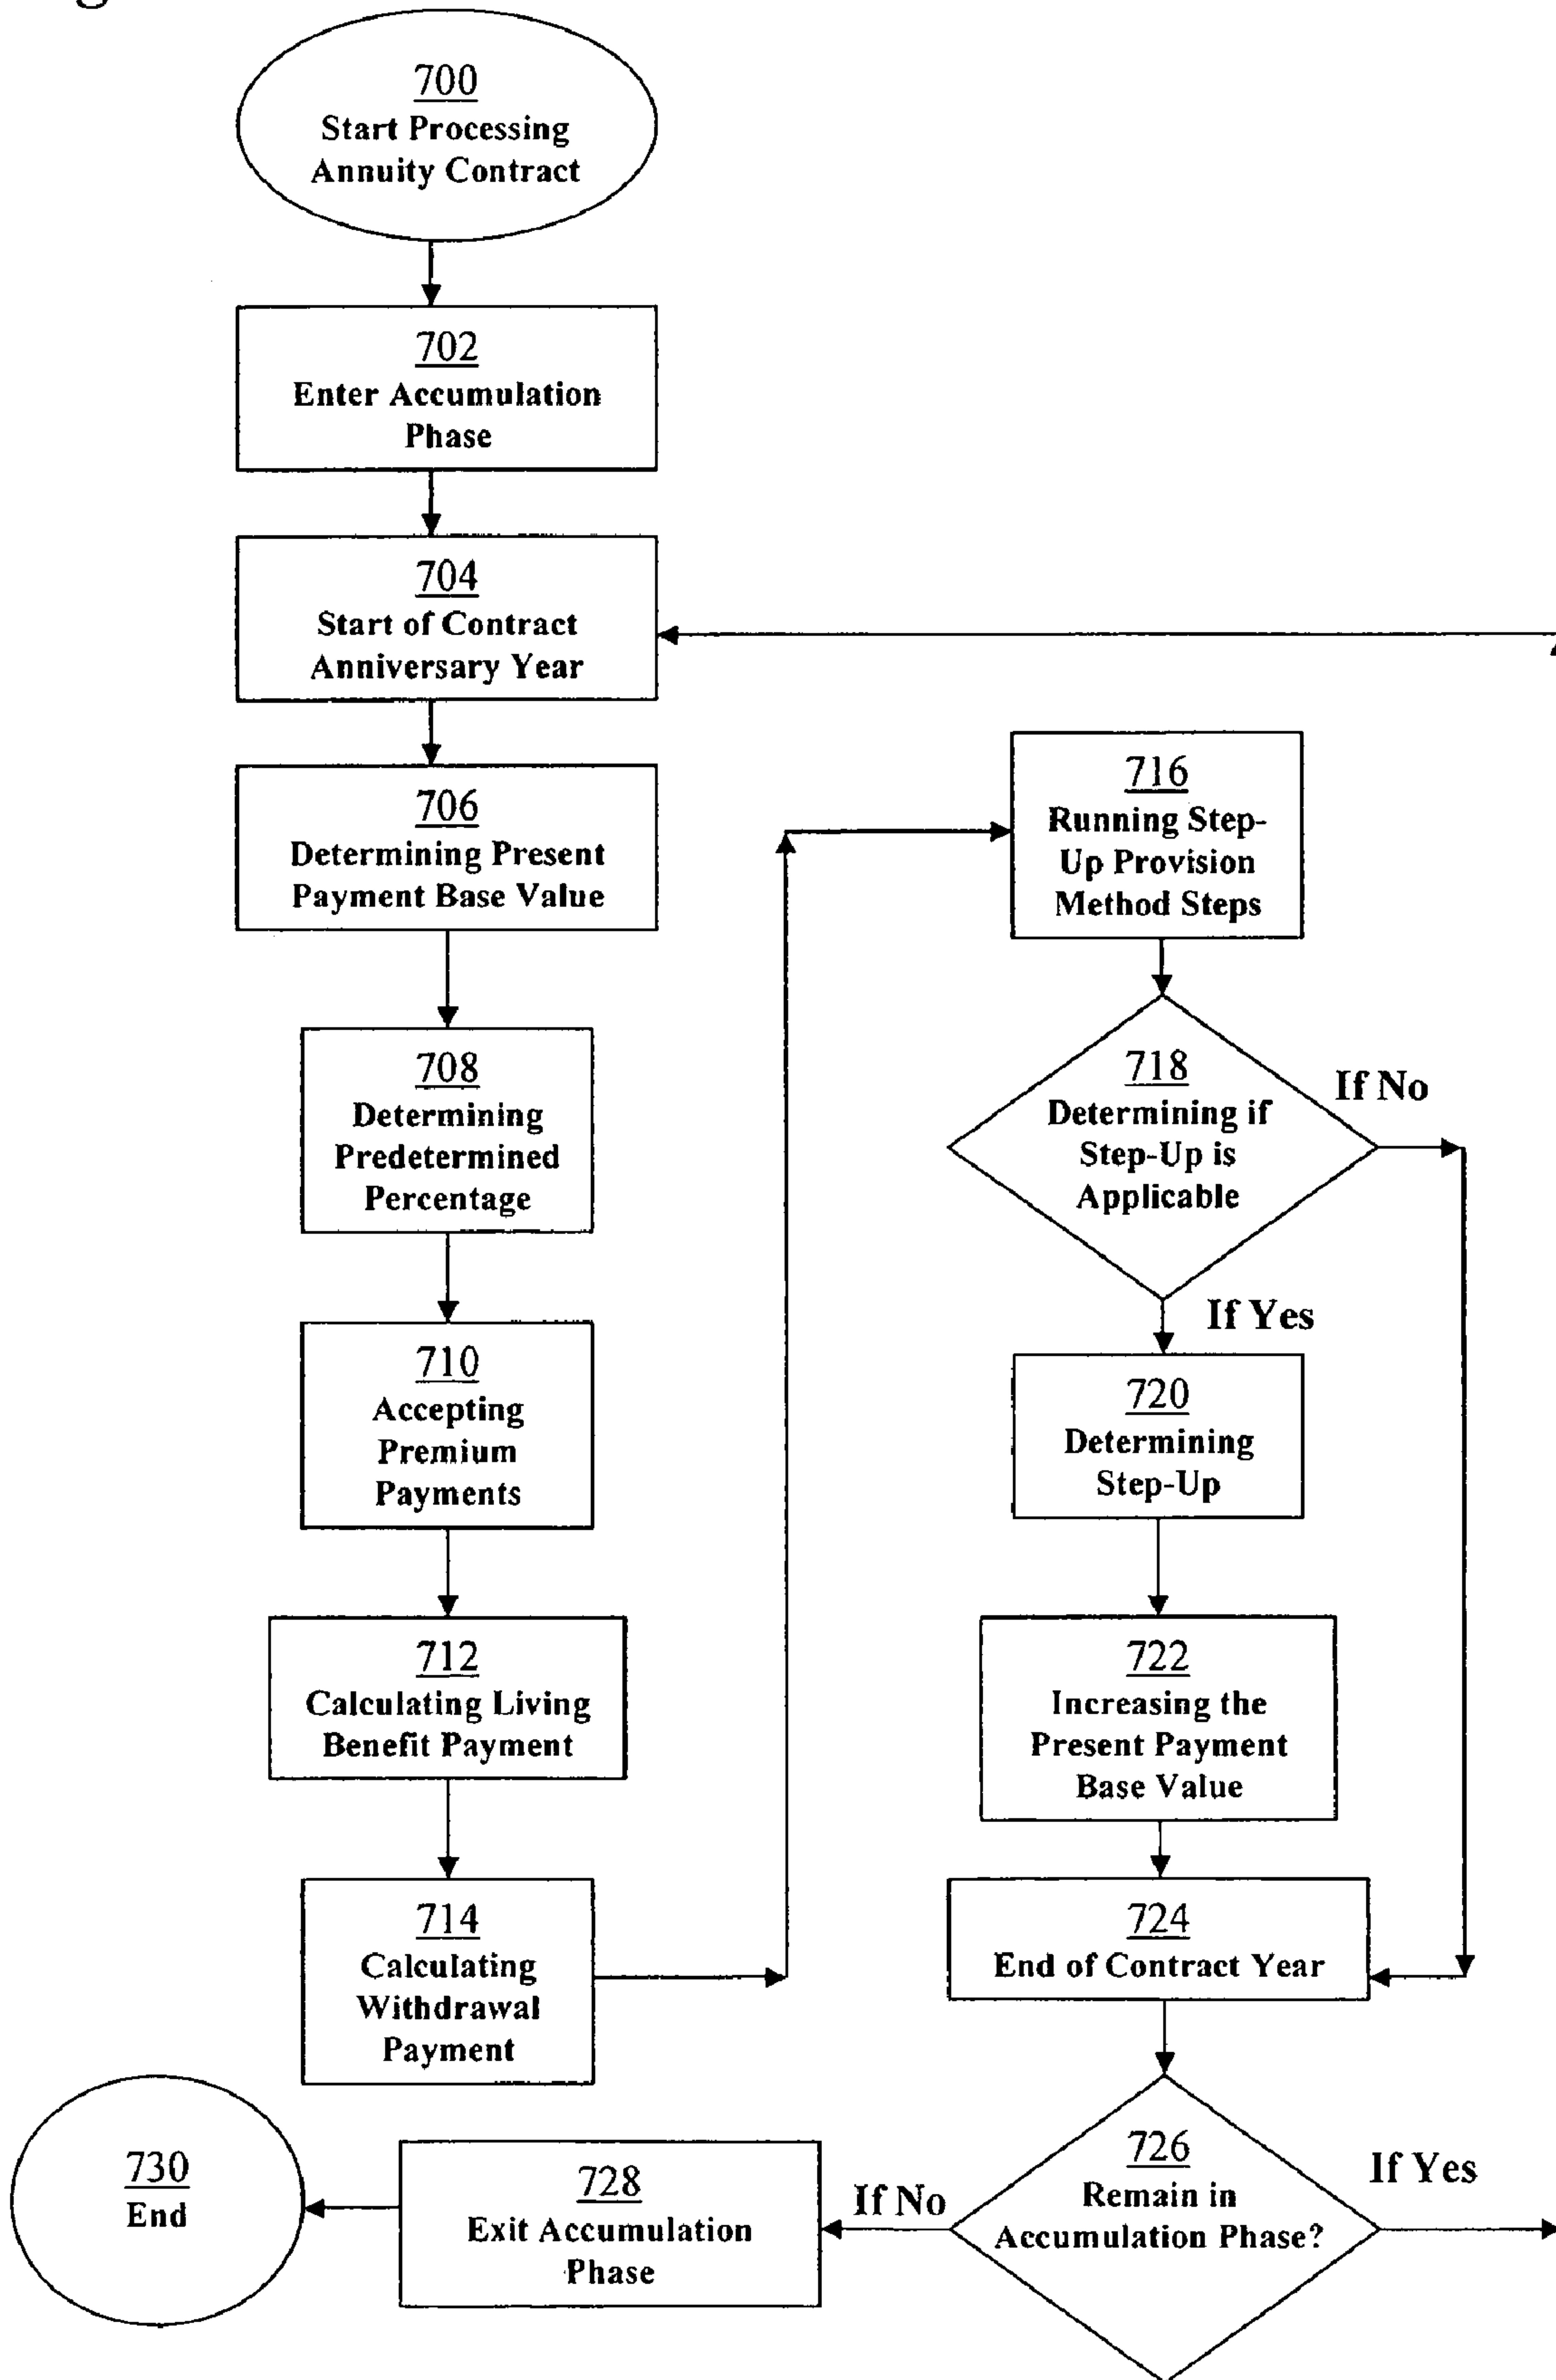 700
Start Processing
Annuity Contract
702
Enter Accumulation
Phase
704
Start of Contract
Anniversary Year
706
Determining Present
Payment Base Value
708
Determining
Predetermined
Percentage
710
Accepting
Premium
Payments
712
Calculating Living
Benefit Payment
714
Calculating
Withdrawal
Payment
716
Running Step-
Up Provision
Method Steps
718
Determining if
Step-Up is
Applicable
If No
If Yes
720
Determining
Step-Up
722
Increasing the
Present Payment
Base Value
724
End of Contract Year
726
Remain in
Accumulation Phase?
If Yes
If No
728
Exit Accumulation
Phase
730
End